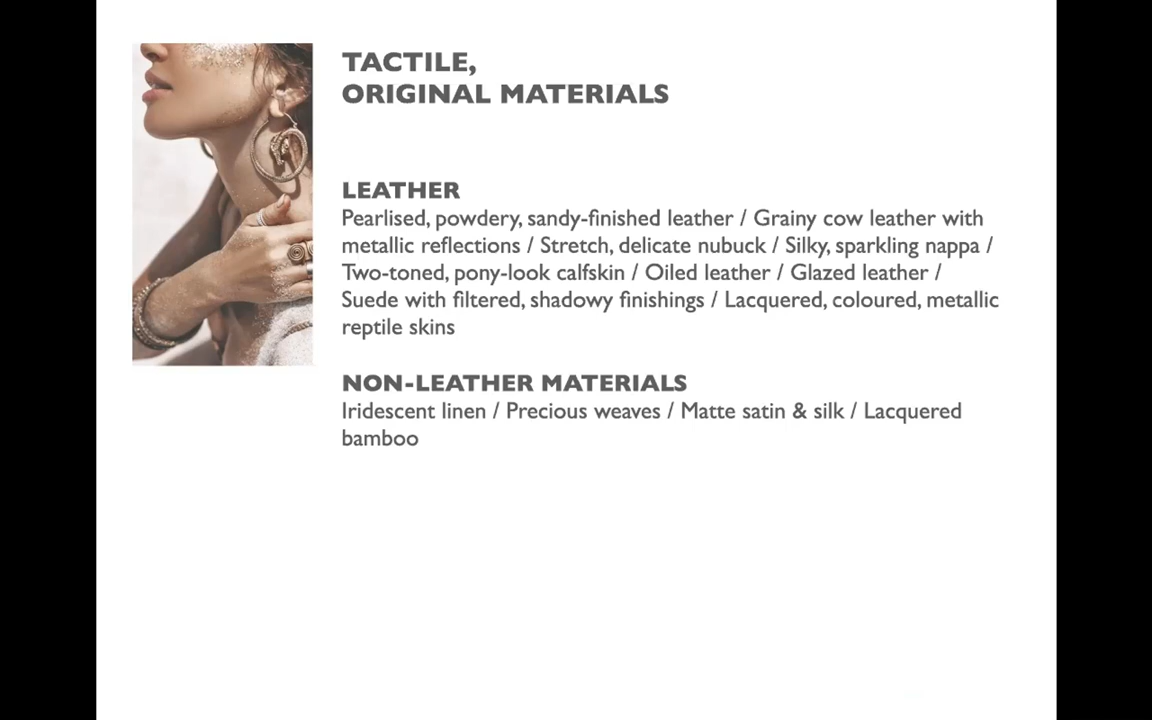 TACTILE,
ORIGINAL MATERIALS
LEATHER
Pearlised, powdery, sandy-finished leather / Grainy cow leather with
metallic reflections / Stretch, delicate nubuck / Silky, sparkling nappa /
Two-toned, pony-look calfskin / Oiled leather / Glazed leather /
Suede with filtered, shadowy finishings / Lacquered, coloured, metallic
reptile skins
NON-LEATHER MATERIALS
Iridescent linen / Precious weaves / Matte satin & silk / Lacquered
bamboo